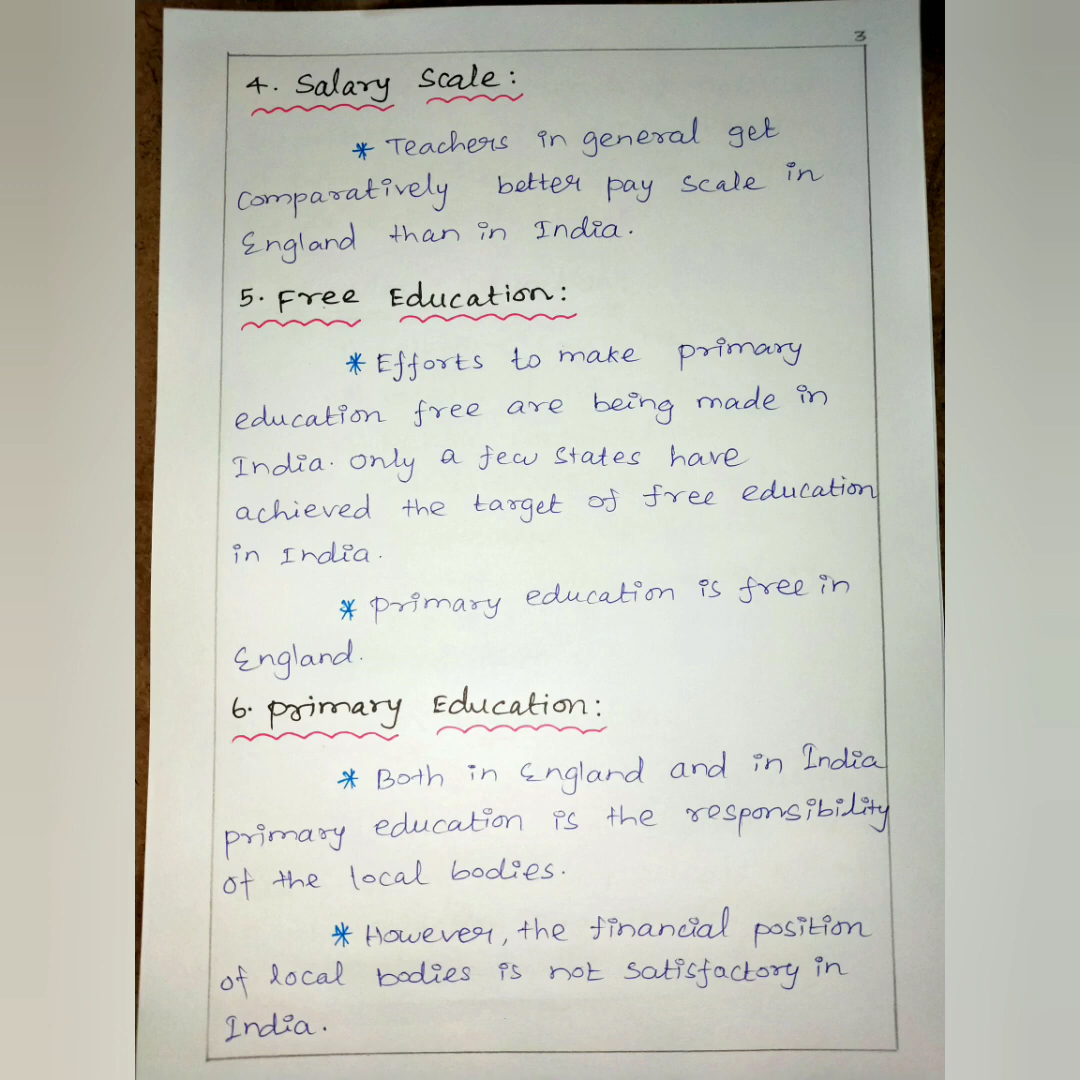 3
4. Salary Scale:
* Teachers in general get
comparatively better pay scale in
England than in India.
5. Free Education:
* Efforts to make primary
education free are being made in
India. Only a few states have
achieved the target of free education
in India.
* primary education is free in
England.
6. primary Education:
* Both in England and in India
primary education is the responsibility
of the local bodies.
* However, the financial position
of local bodies is not satisfactory in
India.